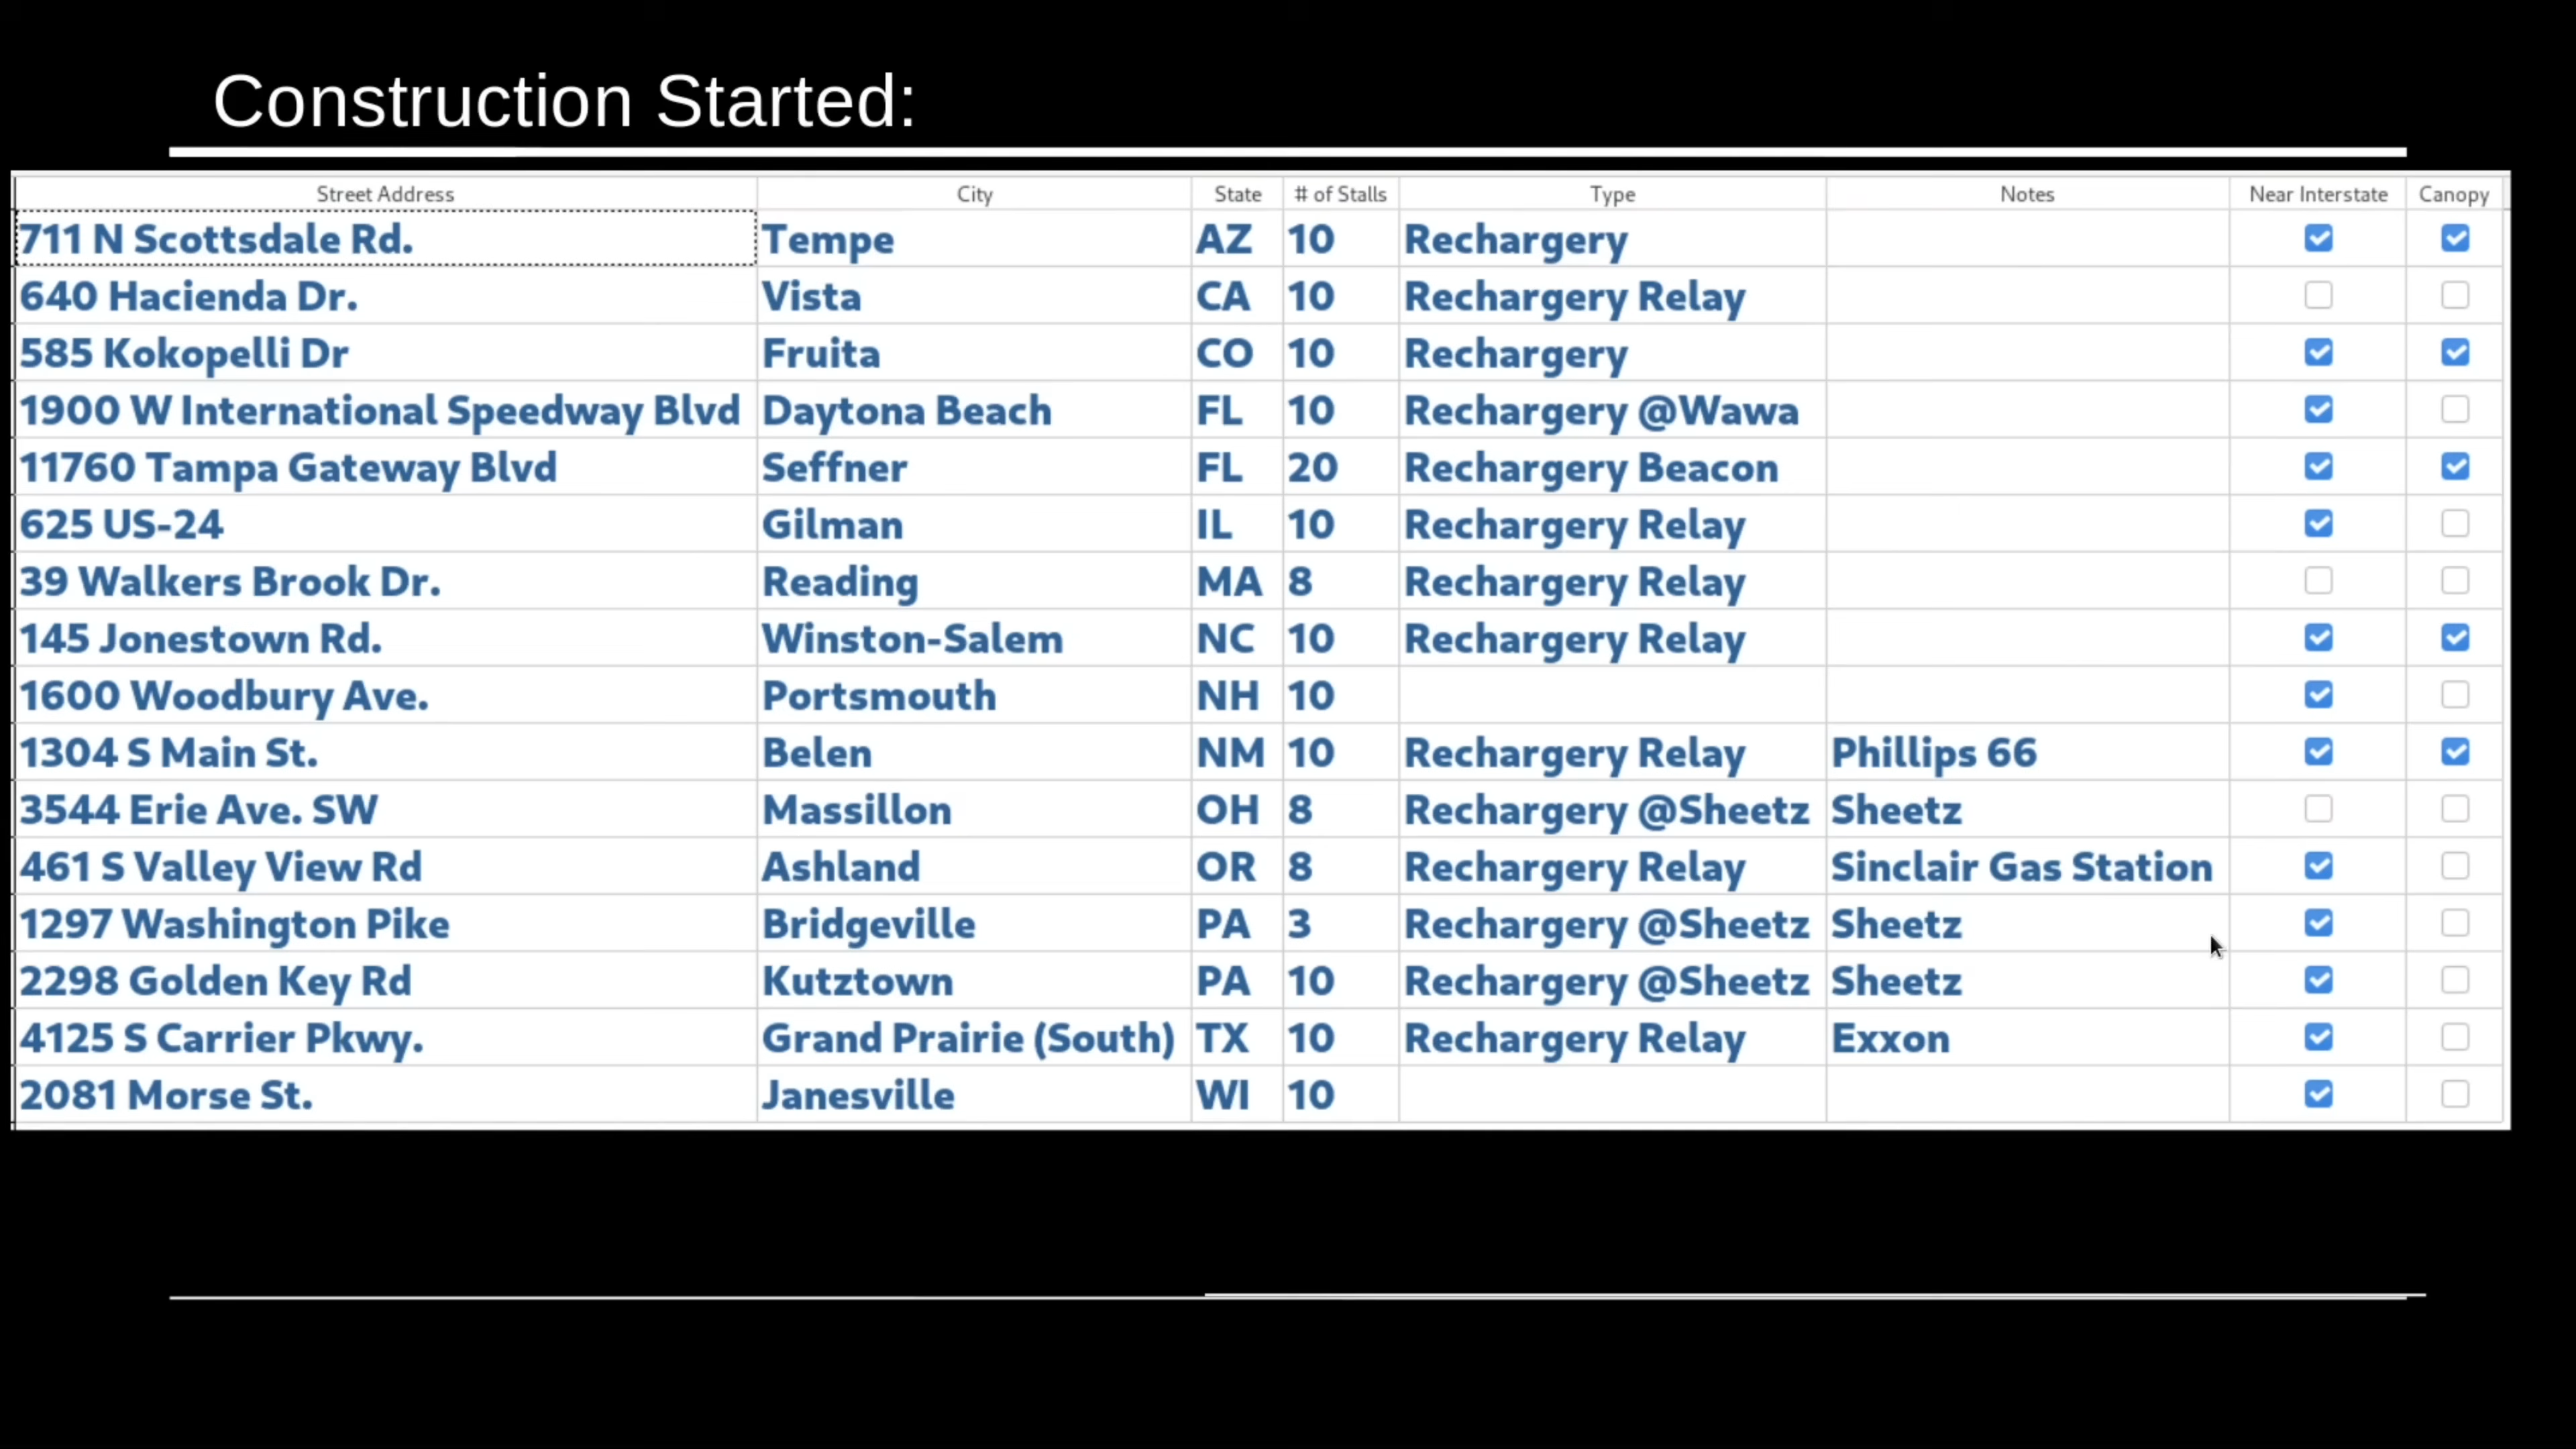 Construction Started:
Street Address City State # of Stalls Type Notes Near Interstate Canopy
711 N Scottsdale Rd. Tempe AZ 10 Rechargery
640 Hacienda Dr. Vista CA 10 Rechargery Relay
585 Kokopelli Dr Fruita CO 10 Rechargery
1900 W International Speedway Blvd Daytona Beach FL 10 Rechargery @Wawa
11760 Tampa Gateway Blvd Seffner FL 20 Rechargery Beacon
625 US-24 Gilman IL 10 Rechargery Relay
39 Walkers Brook Dr. Reading MA 8 Rechargery Relay
145 Jonestown Rd. Winston-Salem NC 10 Rechargery Relay
1600 Woodbury Ave. Portsmouth NH 10
1304 S Main St. Belen NM 10 Rechargery Relay Phillips 66
3544 Erie Ave. SW Massillon OH 8 Rechargery @Sheetz Sheetz
461 S Valley View Rd Ashland OR 8 Rechargery Relay Sinclair Gas Station
1297 Washington Pike Bridgeville PA 3 Rechargery @Sheetz Sheetz
2298 Golden Key Rd Kutztown PA 10 Rechargery @Sheetz Sheetz
4125 S Carrier Pkwy. Grand Prairie (South) TX 10 Rechargery Relay Exxon
2081 Morse St. Janesville WI 10